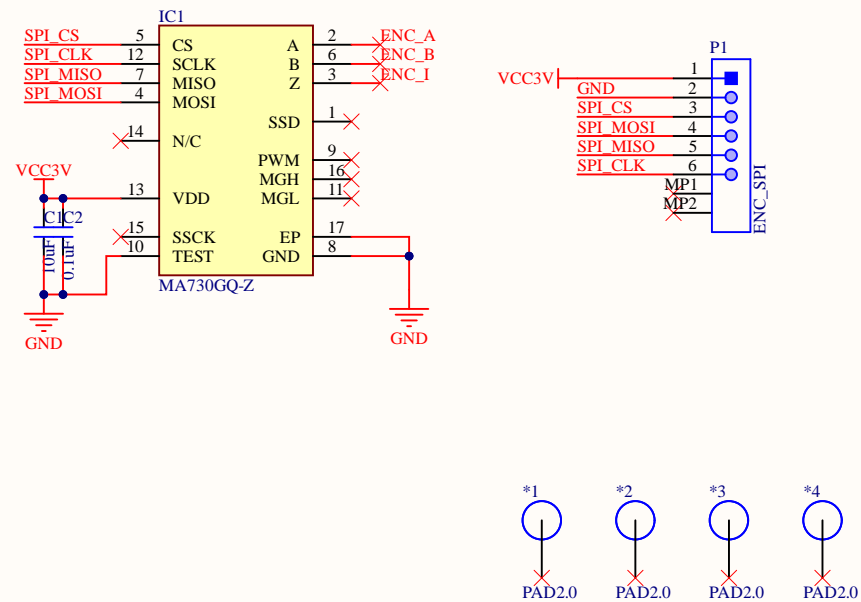 IC1
SPI_CS 5 CS A 2 ENC_A
SPI_CLK 12 SCLK B 6 ENC_B
SPI_MISO 7 MISO Z 3 ENC_I
SPI_MOSI 4 MOSI
SSD 1
14 N/C
PWM 9
MGH 16
VCC3V
13 VDD MGL 11
C1 C2
10uF 0.1uF
15 SSCK EP 17
10 TEST GND 8
MA730GQ-Z
GND
GND
P1
VCC3V 1
GND 2
SPI_CS 3
SPI_MOSI 4
SPI_MISO 5
SPI_CLK 6
MP1
MP2
ENC_SPI
*1 *2 *3 *4
PAD2.0 PAD2.0 PAD2.0 PAD2.0